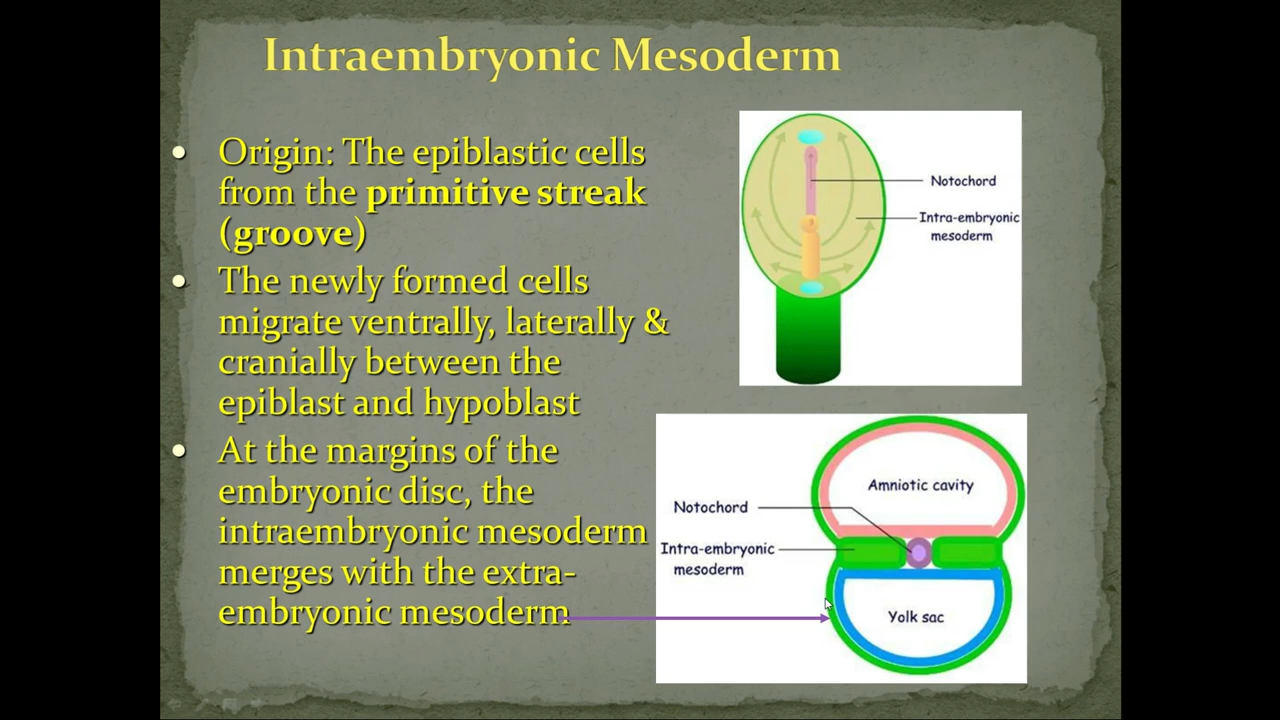 Intraembryonic Mesoderm
• Origin: The epiblastic cells
from the primitive streak
(groove)
• The newly formed cells
migrate ventrally, laterally &
cranially between the
epiblast and hypoblast
• At the margins of the
embryonic disc, the
intraembryonic mesoderm
merges with the extra-
embryonic mesoderm
Notochord
Intra-embryonic
mesoderm
Amniotic cavity
Notochord
Intra-embryonic
mesoderm
Yolk sac